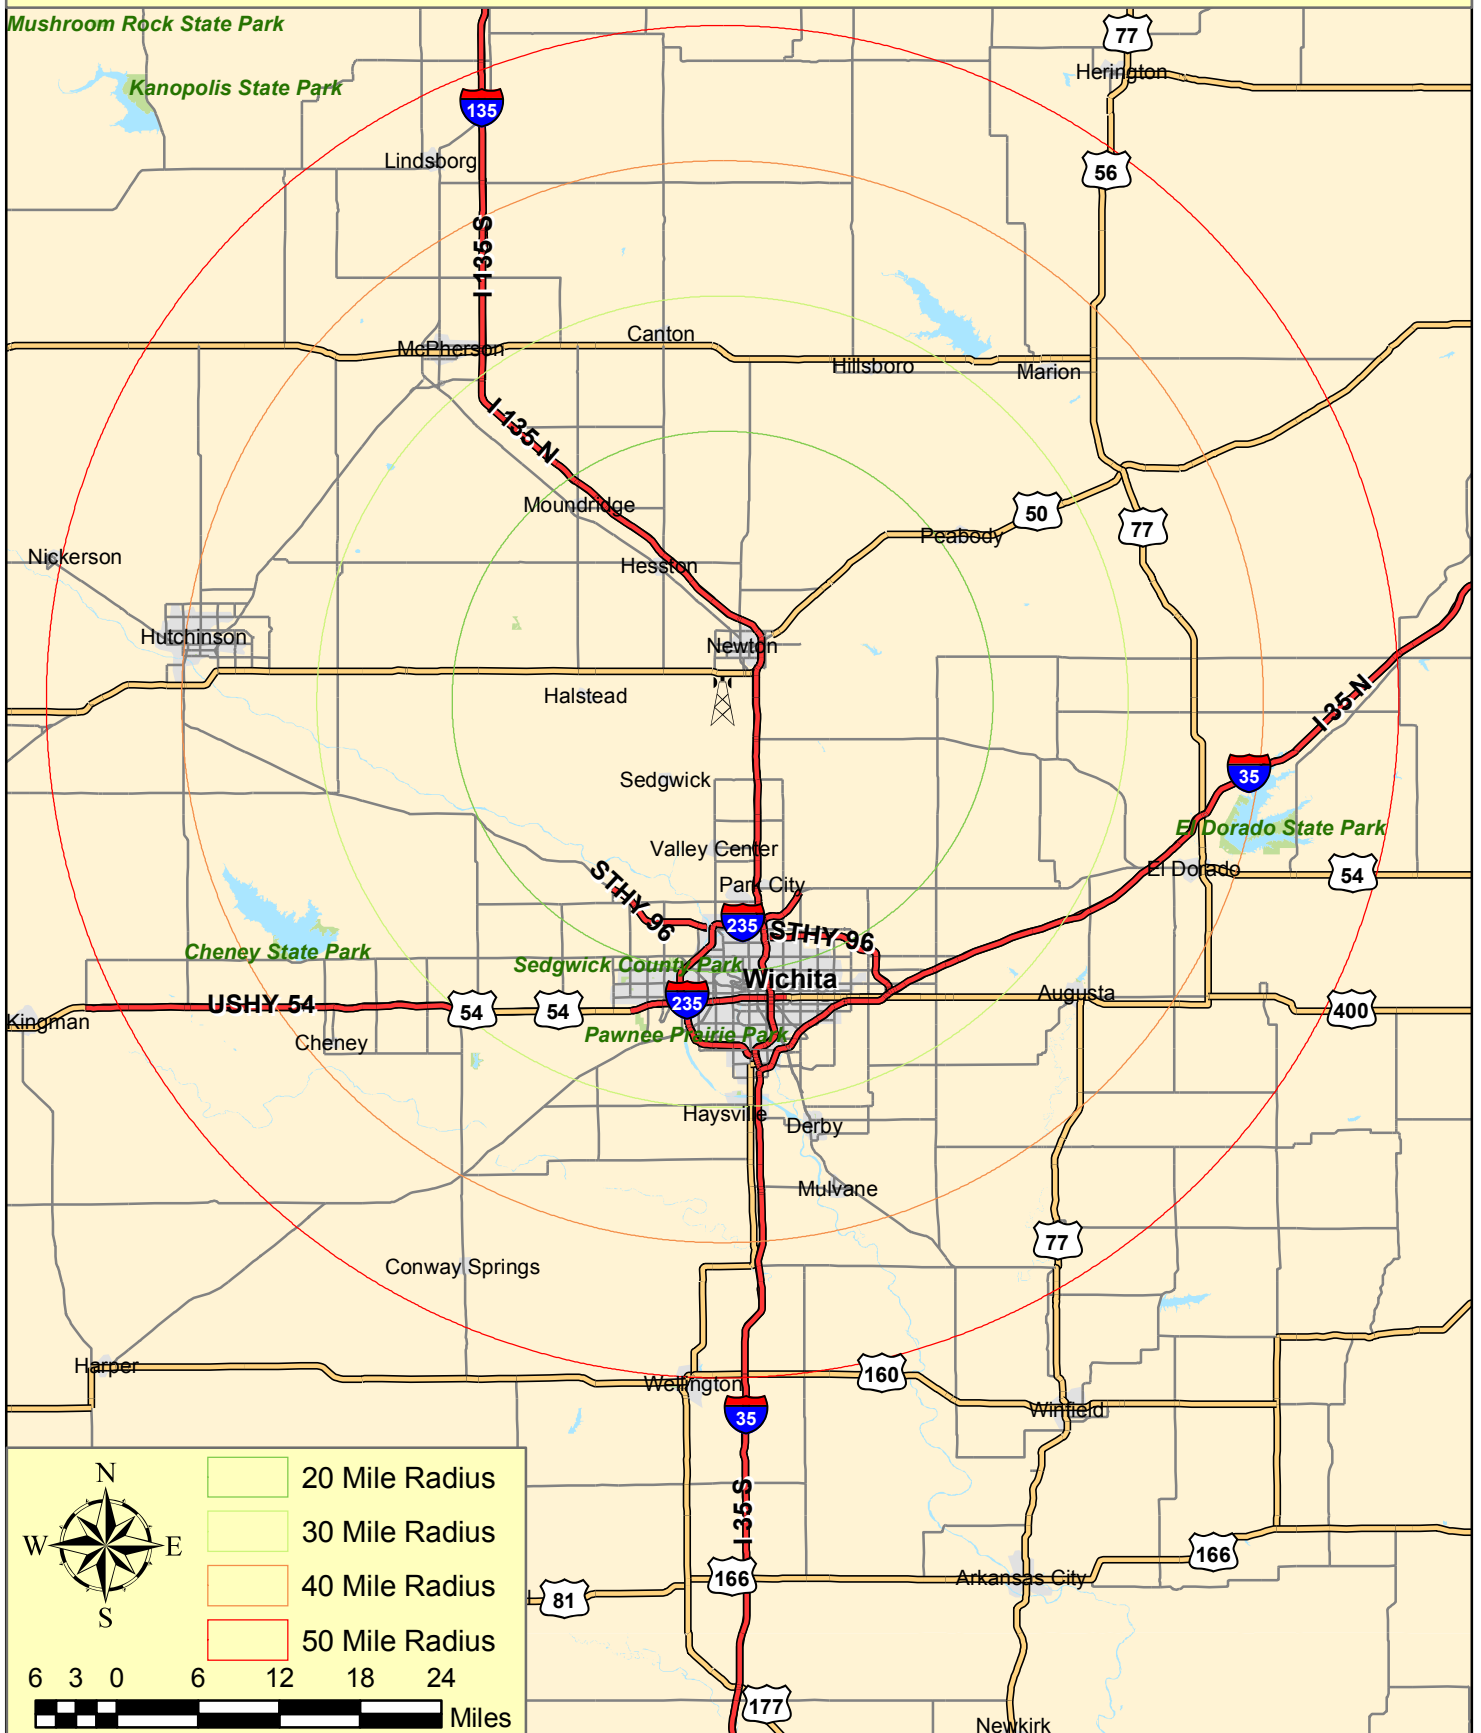 Mushroom Rock State Park
77
Herington
Kanopolis State Park
135
Lindsborg
56
I 135 S
Canton
McPherson
Hillsboro
Marion
I 135 N
Moundridge
50
77
Peabody
Nickerson
Hesston
Hutchinson
Newton
Halstead
I 35 N
35
Sedgwick
El Dorado State Park
Valley Center
El Dorado
54
Park City
STHY 96
235
STHY 96
Cheney State Park
Sedgwick County Park
Wichita
235
Augusta
USHY 54
54
54
400
Kingman
Cheney
Pawnee Prairie Park
Haysville
Derby
Mulvane
77
Conway Springs
Harper
160
Wellington
35
Winfield
I 35 S
166
166
81
Arkansas City
177
Newkirk
N
W
E
S
20 Mile Radius
30 Mile Radius
40 Mile Radius
50 Mile Radius
6 3 0 6 12 18 24
Miles